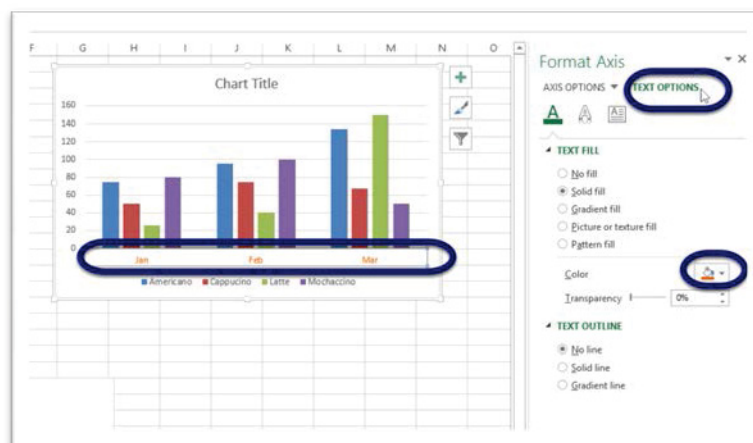 F G H I J K L M N O
Chart Title
160
140
120
100
80
60
40
20
0
Jan Feb Mar
Americano Cappucino Latte Mochaccino
Format Axis
AXIS OPTIONS TEXT OPTIONS
TEXT FILL
No fill
Solid fill
Gradient fill
Picture or texture fill
Pattern fill
Color
Transparency 0%
TEXT OUTLINE
No line
Solid line
Gradient line